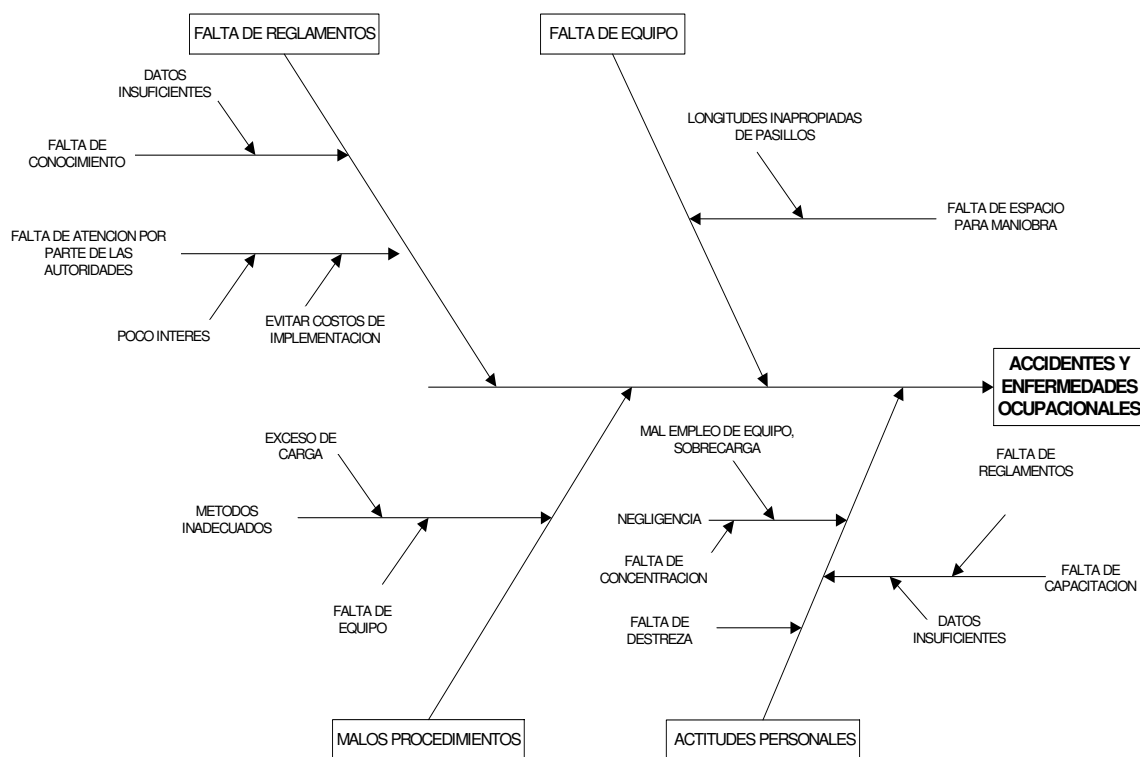 FALTA DE REGLAMENTOS
FALTA DE EQUIPO
DATOS
INSUFICIENTES
LONGITUDES INAPROPIADAS
DE PASILLOS
FALTA DE
CONOCIMIENTO
FALTA DE ESPACIO
PARA MANIOBRA
FALTA DE ATENCION POR
PARTE DE LAS
AUTORIDADES
POCO INTERES
EVITAR COSTOS DE
IMPLEMENTACION
ACCIDENTES Y
ENFERMEDADES
OCUPACIONALES
EXCESO DE
CARGA
MAL EMPLEO DE EQUIPO,
SOBRECARGA
FALTA DE
REGLAMENTOS
METODOS
INADECUADOS
NEGLIGENCIA
FALTA DE
CONCENTRACION
FALTA DE
CAPACITACION
FALTA DE
EQUIPO
FALTA DE
DESTREZA
DATOS
INSUFICIENTES
MALOS PROCEDIMIENTOS
ACTITUDES PERSONALES